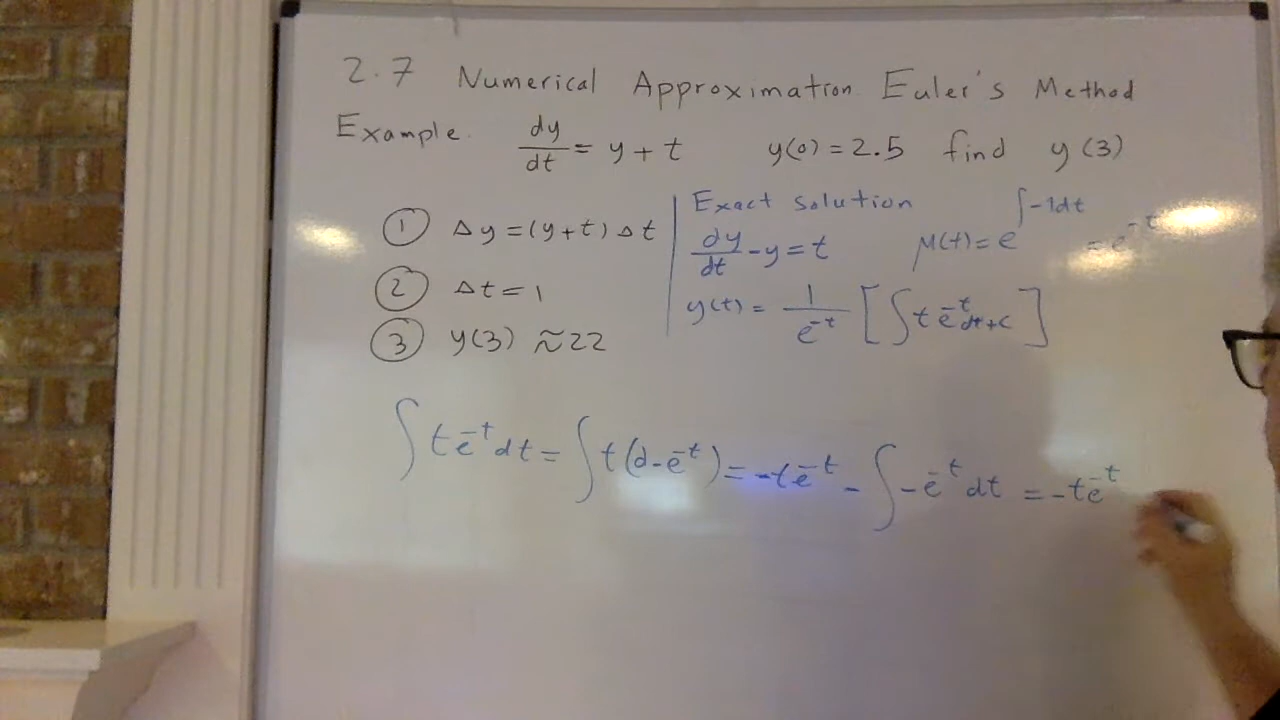 2.7 Numerical Approximation Euler's Method
Example. dy/dt = y + t y(0) = 2.5 find y(3)
① Δy = (y+t) Δt
② Δt = 1
③ y(3) ≈ 22
Exact solution
dy/dt - y = t μ(t) = e^{∫-1dt} = e^{-t}
y(t) = 1/e^{-t} [∫ t e^{-t} dt + c]
∫ t e^{-t} dt = ∫ t (d - e^{-t}) = -t e^{-t} - ∫ - e^{-t} dt = -t e^{-t}